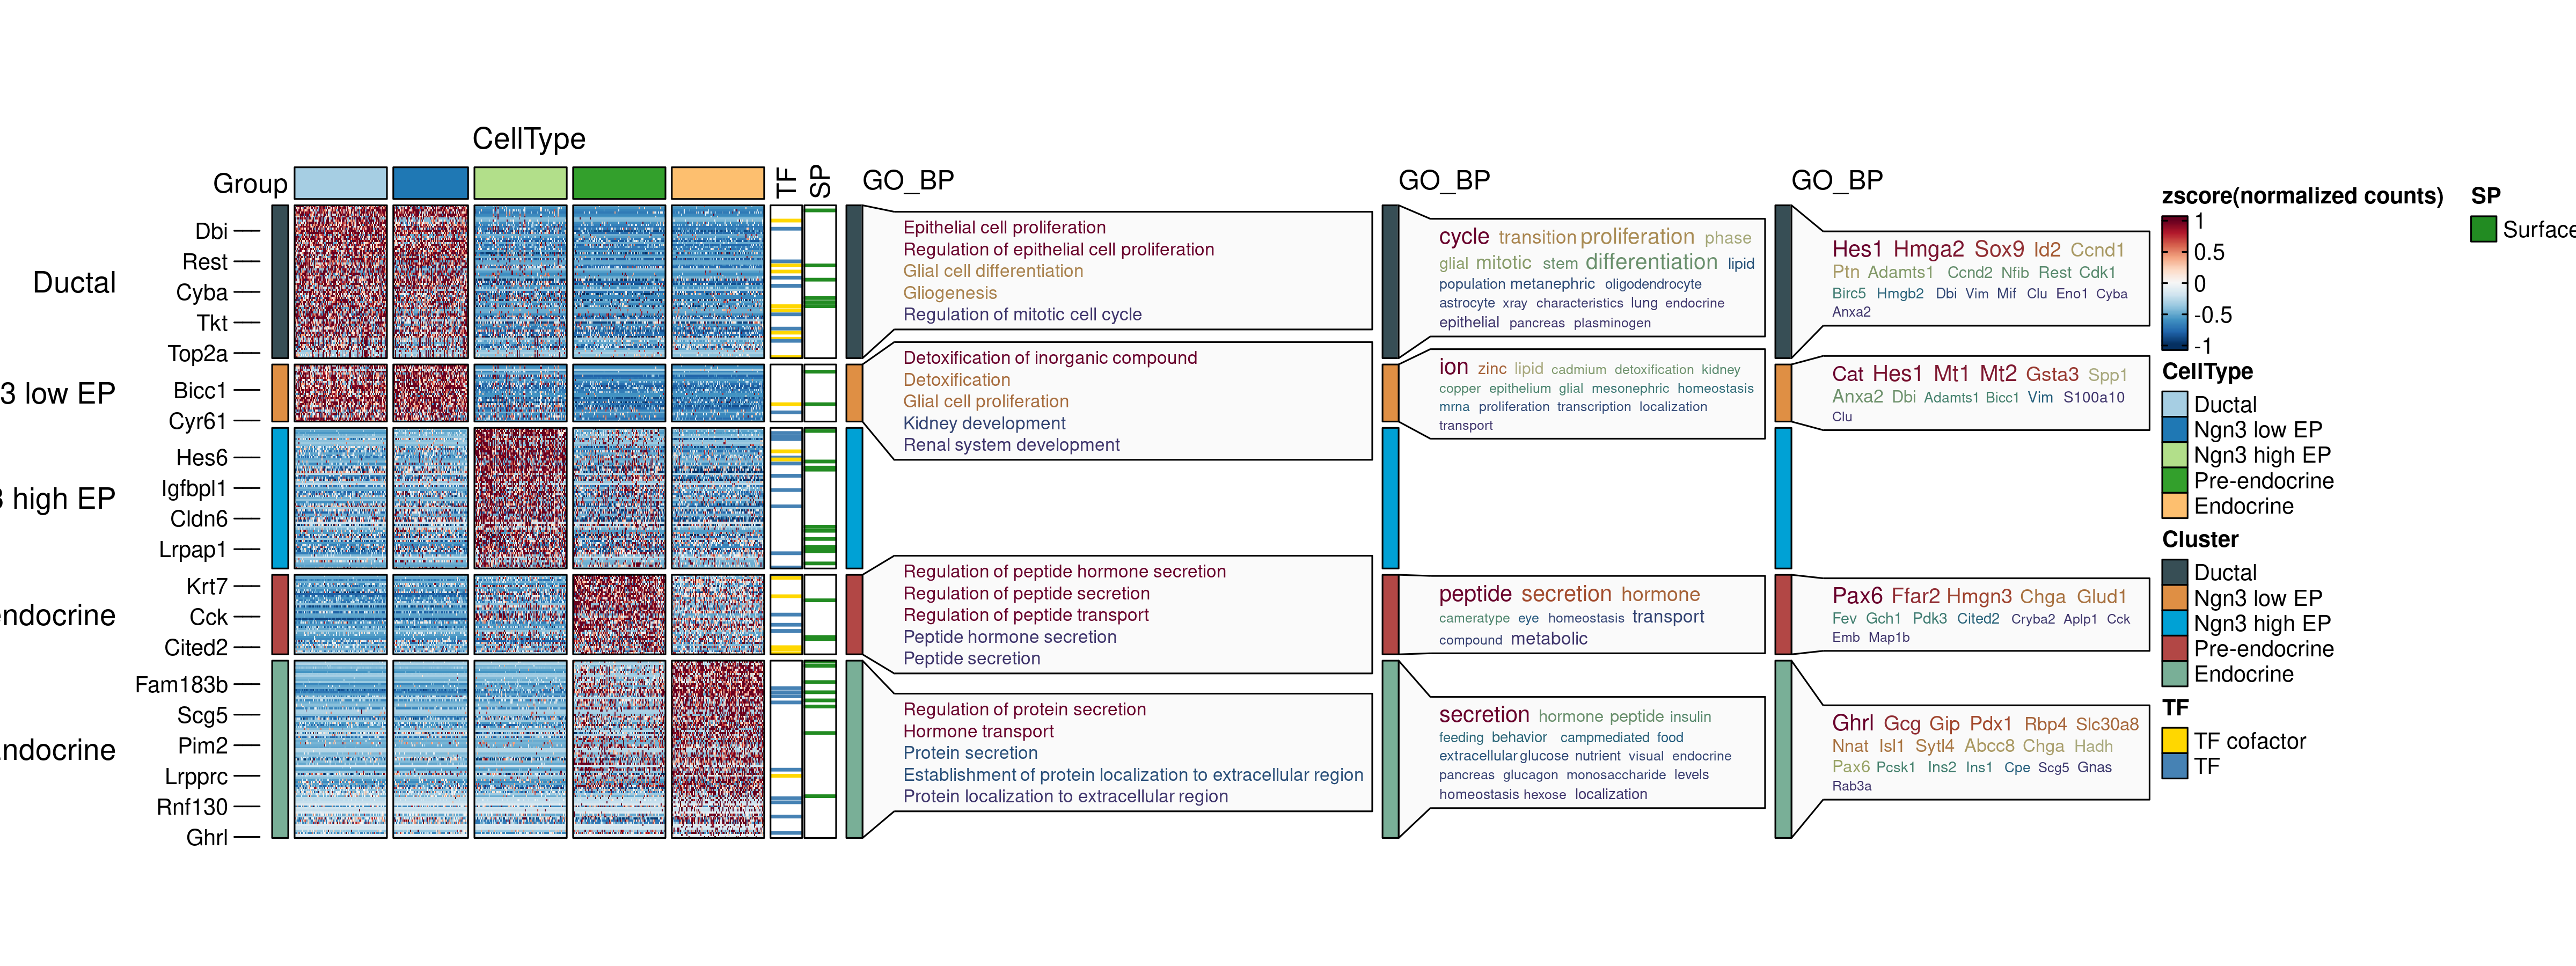 CellType
Group
TF
SP
GO_BP
GO_BP
GO_BP
Ductal
3 low EP
3 high EP
endocrine
ndocrine
Dbi
Rest
Cyba
Tkt
Top2a
Bicc1
Cyr61
Hes6
Igfbpl1
Cldn6
Lrpap1
Krt7
Cck
Cited2
Fam183b
Scg5
Pim2
Lrpprc
Rnf130
Ghrl
Epithelial cell proliferation
Regulation of epithelial cell proliferation
Glial cell differentiation
Gliogenesis
Regulation of mitotic cell cycle
Detoxification of inorganic compound
Detoxification
Glial cell proliferation
Kidney development
Renal system development
Regulation of peptide hormone secretion
Regulation of peptide secretion
Regulation of peptide transport
Peptide hormone secretion
Peptide secretion
Regulation of protein secretion
Hormone transport
Protein secretion
Establishment of protein localization to extracellular region
Protein localization to extracellular region
cycle transition proliferation phase
glial mitotic stem differentiation lipid
population metanephric oligodendrocyte
astrocyte xray characteristics lung endocrine
epithelial pancreas plasminogen
ion zinc lipid cadmium detoxification kidney
copper epithelium glial mesonephric homeostasis
mrna proliferation transcription localization
transport
peptide secretion hormone
cameratype eye homeostasis transport
compound metabolic
secretion hormone peptide insulin
feeding behavior campmediated food
extracellular glucose nutrient visual endocrine
pancreas glucagon monosaccharide levels
homeostasis hexose localization
Hes1 Hmga2 Sox9 Id2 Ccnd1
Ptn Adamts1 Ccnd2 Nfib Rest Cdk1
Birc5 Hmgb2 Dbi Vim Mif Clu Eno1 Cyba
Anxa2
Cat Hes1 Mt1 Mt2 Gsta3 Spp1
Anxa2 Dbi Adamts1 Bicc1 Vim S100a10
Clu
Pax6 Ffar2 Hmgn3 Chga Glud1
Fev Gch1 Pdk3 Cited2 Cryba2 Aplp1 Cck
Emb Map1b
Ghrl Gcg Gip Pdx1 Rbp4 Slc30a8
Nnat Isl1 Sytl4 Abcc8 Chga Hadh
Pax6 Pcsk1 Ins2 Ins1 Cpe Scg5 Gnas
Rab3a
zscore(normalized counts)
1
0.5
0
-0.5
-1
CellType
Ductal
Ngn3 low EP
Ngn3 high EP
Pre-endocrine
Endocrine
Cluster
Ductal
Ngn3 low EP
Ngn3 high EP
Pre-endocrine
Endocrine
TF
TF cofactor
TF
SP
Surface